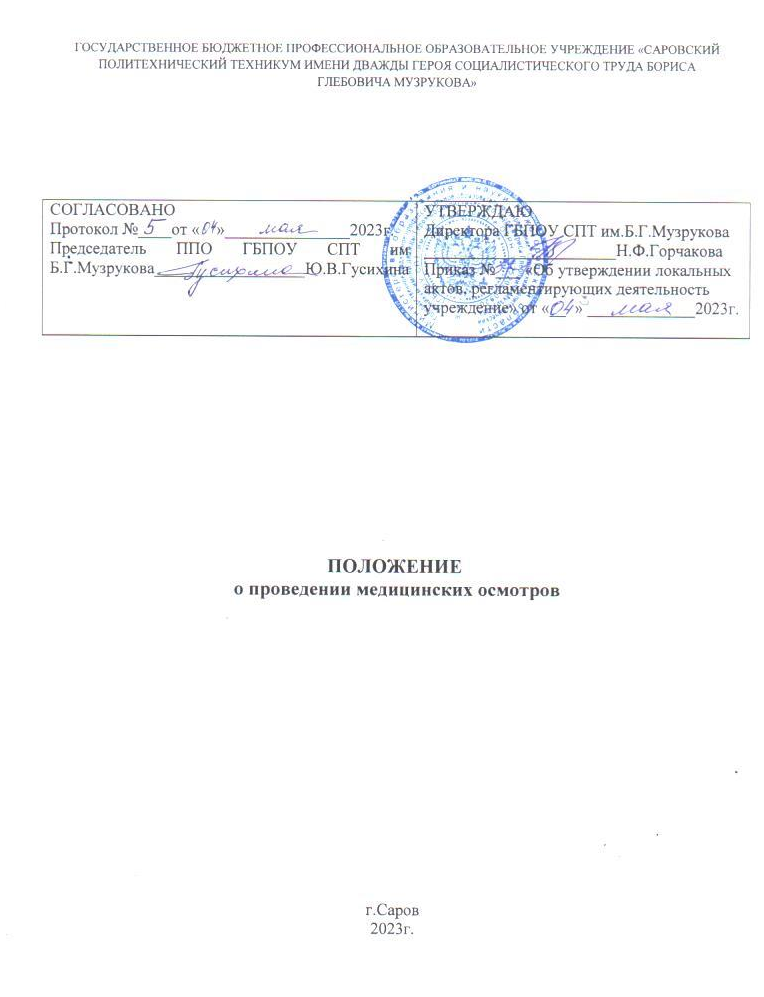 ГОСУДАРСТВЕННОЕ БЮДЖЕТНОЕ ПРОФЕССИОНАЛЬНОЕ ОБРАЗОВАТЕЛЬНОЕ УЧРЕЖДЕНИЕ «САРОВСКИЙ
ПОЛИТЕХНИЧЕСКИЙ ТЕХНИКУМ ИМЕНИ ДВАЖДЫ ГЕРОЯ СОЦИАЛИСТИЧЕСКОГО ТРУДА БОРИСА
ГЛЕБОВИЧА МУЗРУКОВА»
СОГЛАСОВАНО
Протокол № 5 от «04» мая 2023г.
Председатель ППО ГБПОУ СПТ им
Б.Г.Музрукова Гусихина Ю.В.Гусихина
УТВЕРЖДАЮ
Директора ГБПОУ СПТ им.Б.Г.Музрукова
Н.Ф.Горчакова
Приказ № «Об утверждении локальных
актов, регламентирующих деятельность
учреждение» от «04» мая 2023г.
ПОЛОЖЕНИЕ
о проведении медицинских осмотров
г.Саров
2023г.